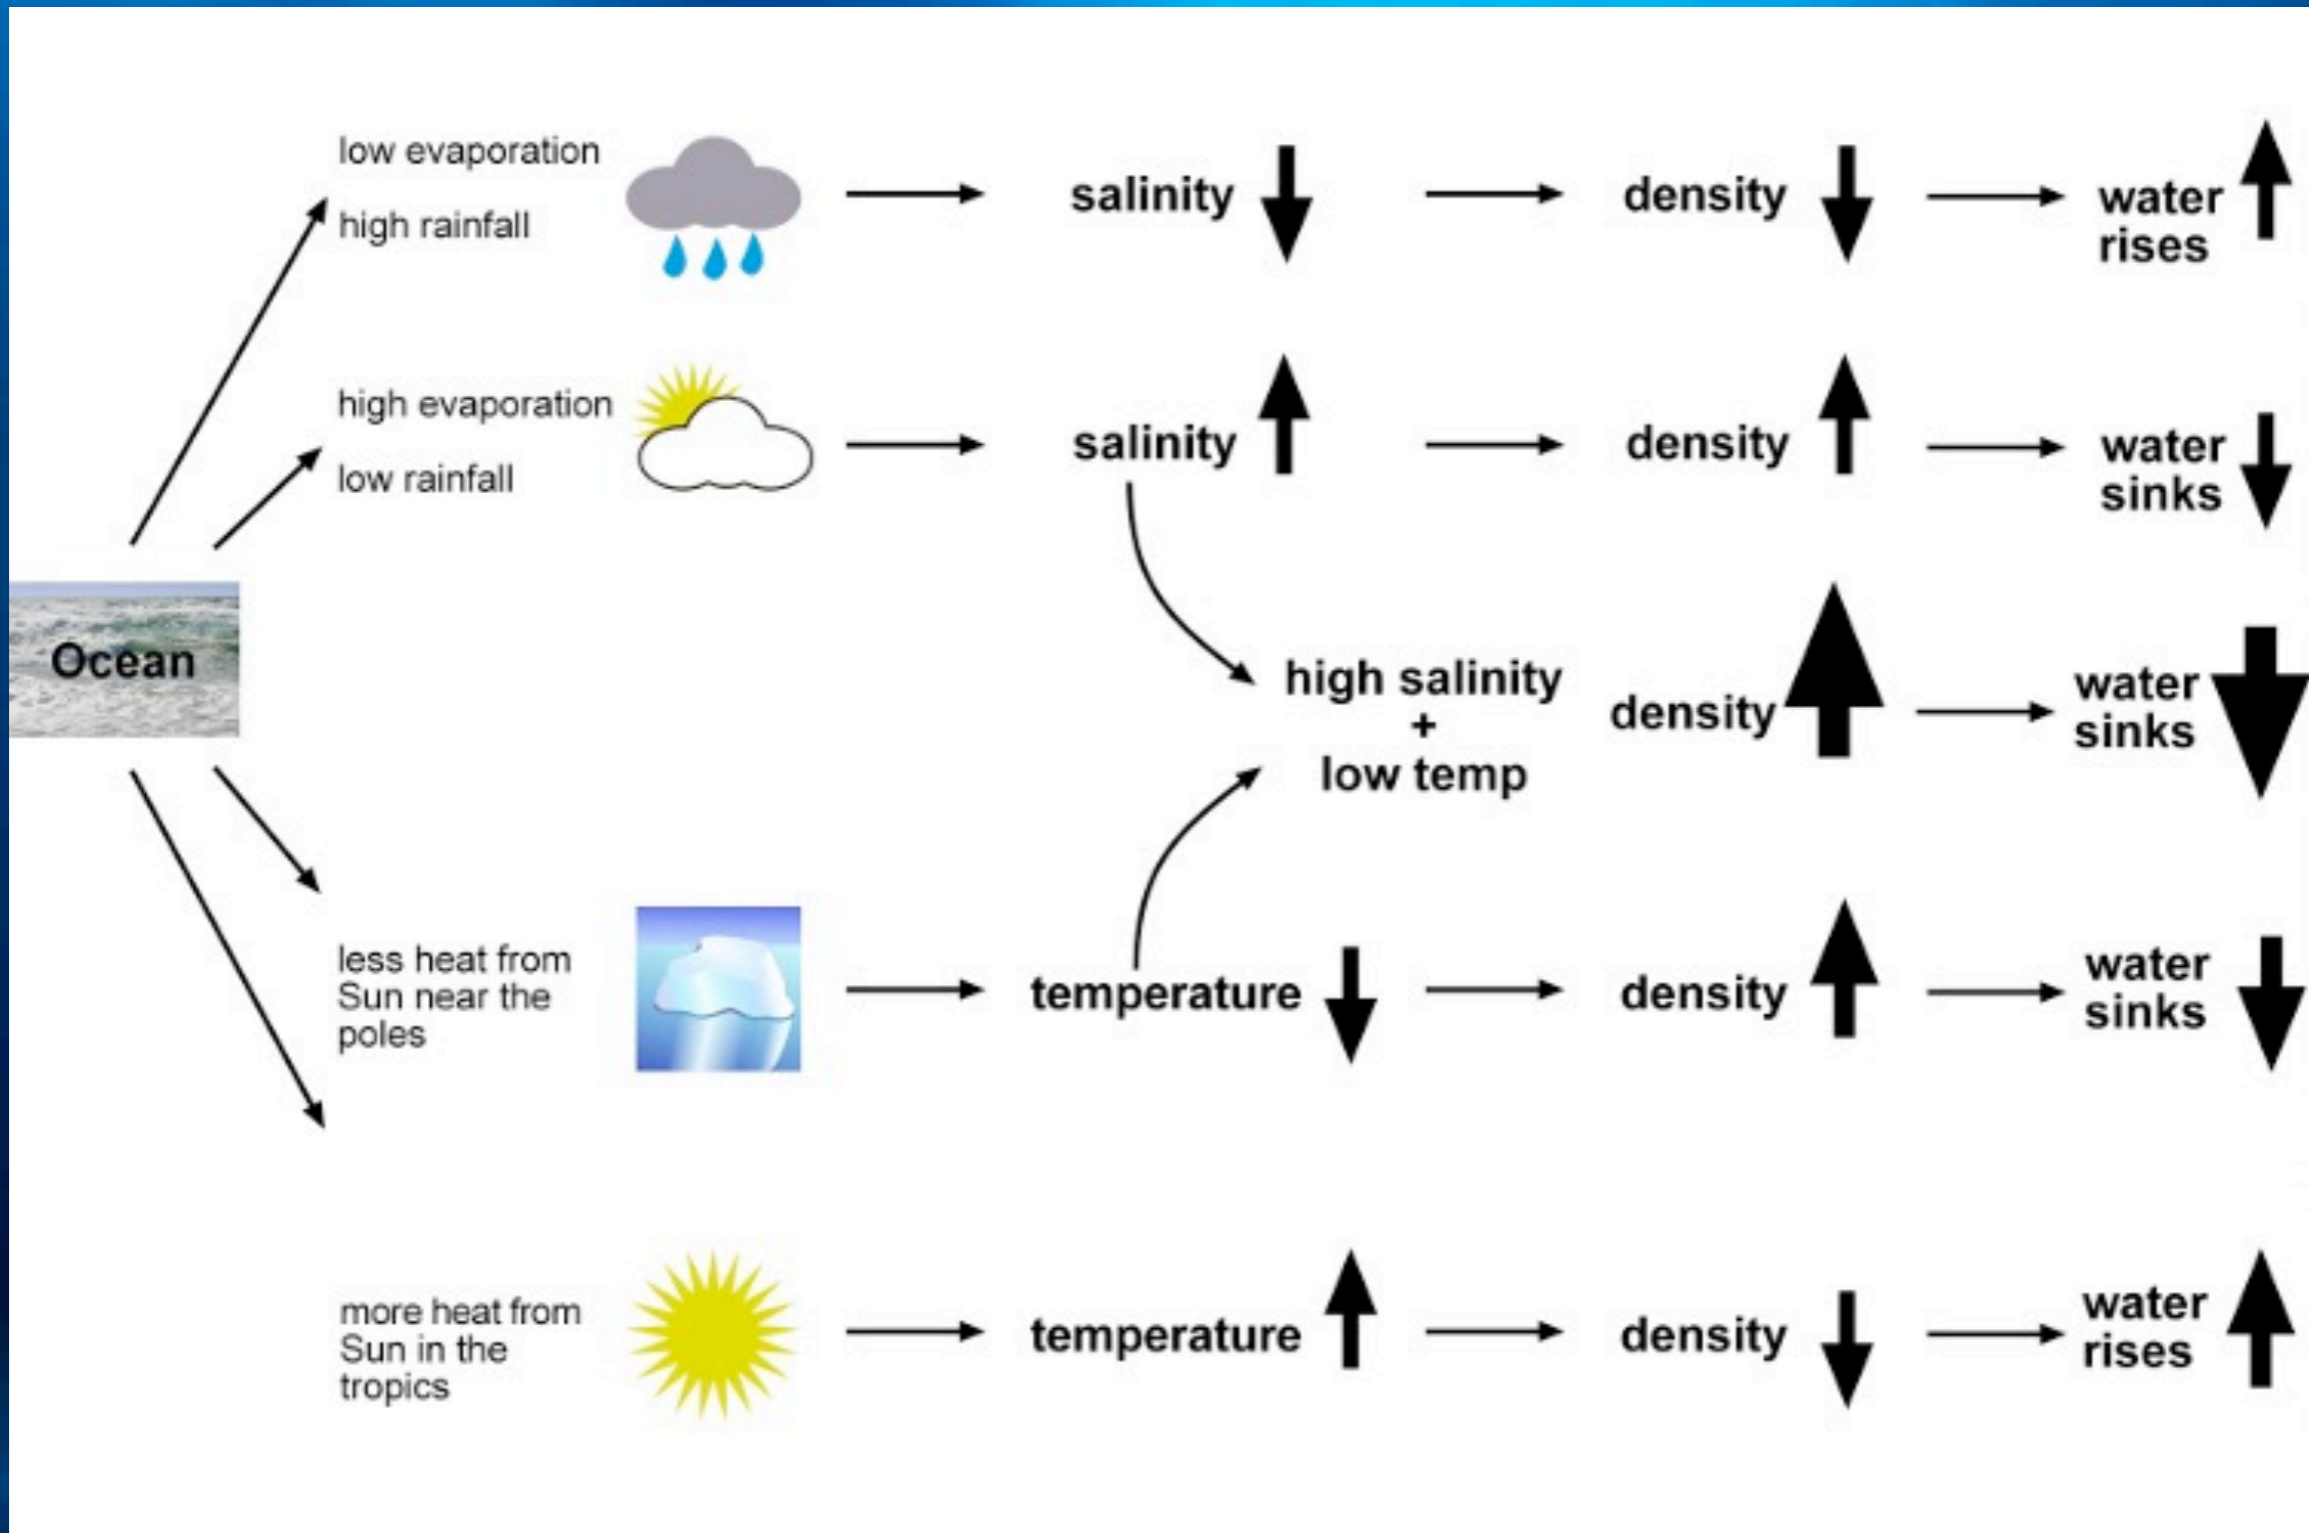 low evaporation
high rainfall
salinity
density
water
rises
high evaporation
low rainfall
salinity
density
water
sinks
Ocean
high salinity
+
low temp
density
water
sinks
less heat from
Sun near the
poles
temperature
density
water
sinks
more heat from
Sun in the
tropics
temperature
density
water
rises